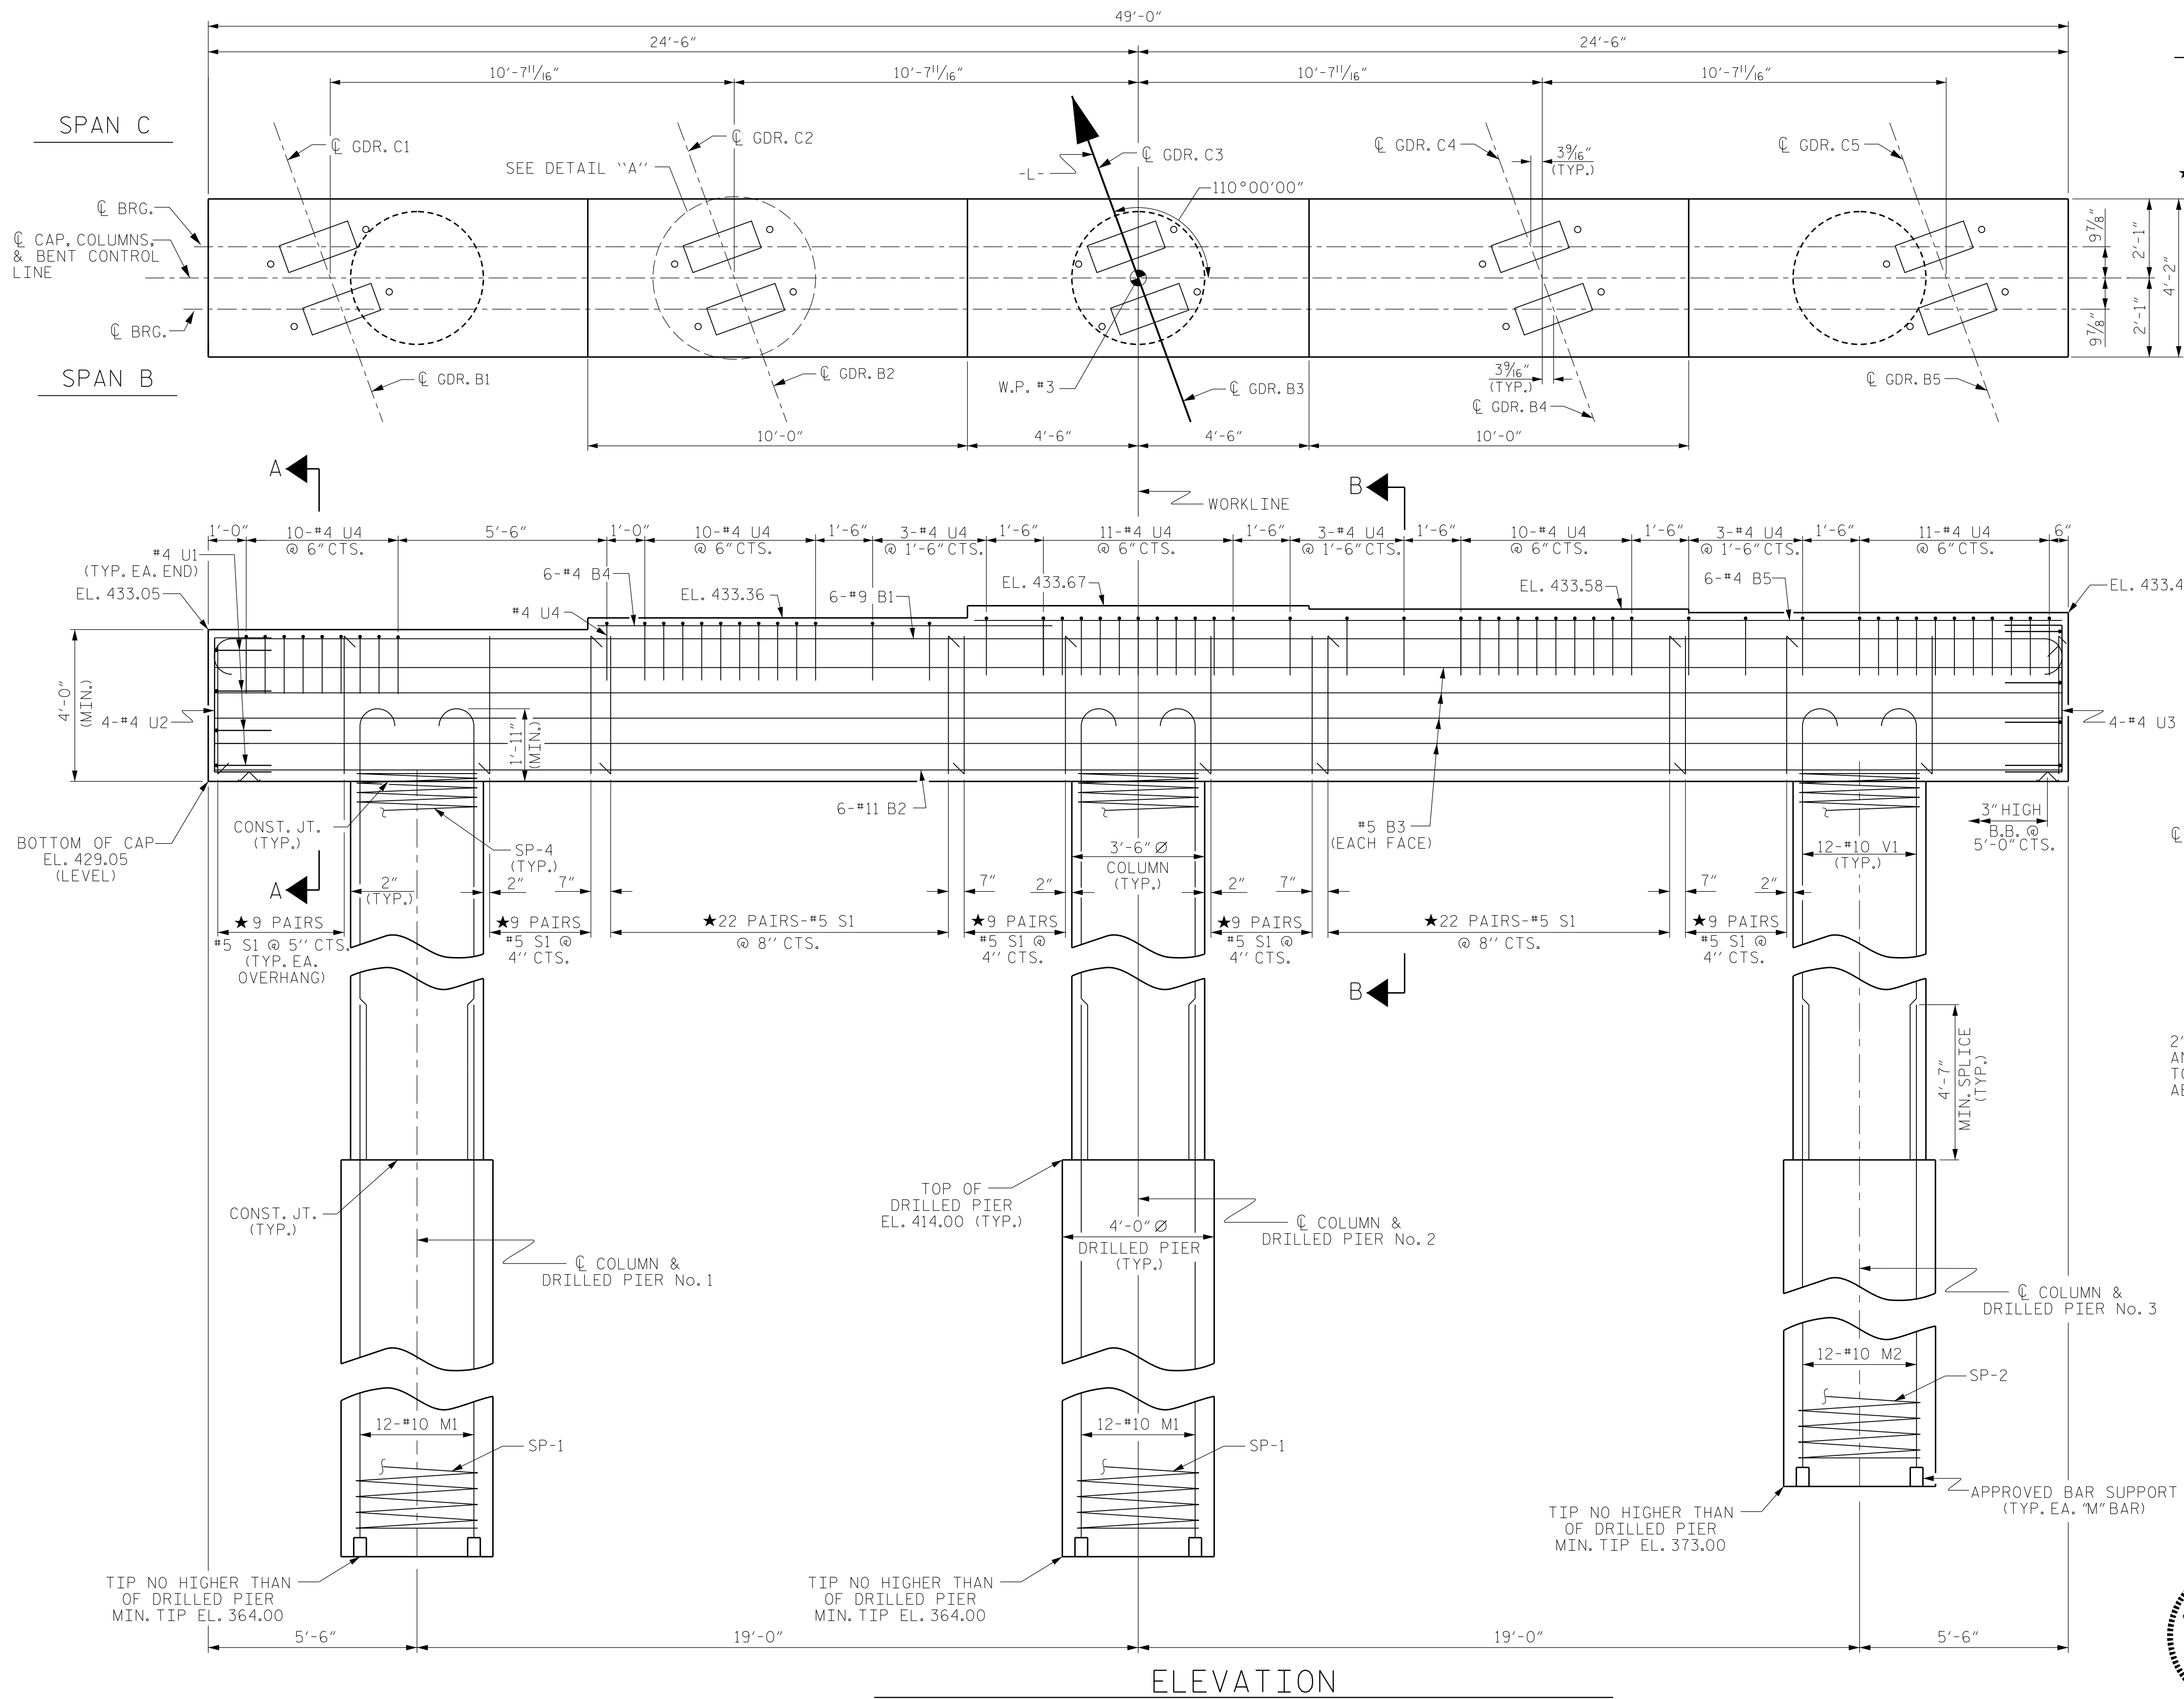 49'-0"
24'-6"
24'-6"
10'-7 11/16"
10'-7 11/16"
10'-7 11/16"
10'-7 11/16"
SPAN C
℄ GDR. C1
℄ GDR. C2
℄ GDR. C3
℄ GDR. C4
℄ GDR. C5
SEE DETAIL "A"
-L-
110°00'00"
3 9/16"
(TYP.)
℄ BRG.
℄ CAP, COLUMNS,
& BENT CONTROL
LINE
℄ BRG.
9 7/8"
9 7/8"
2'-1"
2'-1"
4'-2"
SPAN B
℄ GDR. B1
℄ GDR. B2
W.P. #3
℄ GDR. B3
3 9/16"
(TYP.)
℄ GDR. B4
℄ GDR. B5
10'-0"
4'-6"
4'-6"
10'-0"
A
B
WORKLINE
1'-0"
10-#4 U4
@ 6" CTS.
5'-6"
1'-0"
10-#4 U4
@ 6" CTS.
1'-6"
3-#4 U4
@ 1'-6" CTS.
1'-6"
11-#4 U4
@ 6" CTS.
1'-6"
3-#4 U4
@ 1'-6" CTS.
1'-6"
10-#4 U4
@ 6" CTS.
1'-6"
3-#4 U4
@ 1'-6" CTS.
1'-6"
11-#4 U4
@ 6" CTS.
6"
#4 U1
(TYP. EA. END)
EL. 433.05
6-#4 B4
#4 U4
EL. 433.36
6-#9 B1
EL. 433.67
EL. 433.58
6-#4 B5
EL. 433.4
4'-0"
(MIN.)
4-#4 U2
1'-11"
(MIN.)
4-#4 U3
BOTTOM OF CAP
EL. 429.05
(LEVEL)
CONST. JT.
(TYP.)
SP-4
(TYP.)
6-#11 B2
3'-6" Ø
COLUMN
(TYP.)
#5 B3
(EACH FACE)
12-#10 V1
(TYP.)
3" HIGH
B.B. @
5'-0" CTS.
A
2"
(TYP.)
2"
7"
7"
2"
2"
7"
7"
2"
★9 PAIRS
#5 S1 @ 5'' CTS.
(TYP. EA.
OVERHANG)
★9 PAIRS
#5 S1 @
4'' CTS.
★22 PAIRS-#5 S1
@ 8'' CTS.
★9 PAIRS
#5 S1 @
4'' CTS.
★9 PAIRS
#5 S1 @
4'' CTS.
★22 PAIRS-#5 S1
@ 8'' CTS.
★9 PAIRS
#5 S1 @
4'' CTS.
B
4'-7"
MIN. SPLICE
(TYP.)
CONST. JT.
(TYP.)
℄ COLUMN &
DRILLED PIER No. 1
TOP OF
DRILLED PIER
EL. 414.00 (TYP.)
4'-0" Ø
DRILLED PIER
(TYP.)
℄ COLUMN &
DRILLED PIER No. 2
℄ COLUMN &
DRILLED PIER No. 3
12-#10 M1
SP-1
12-#10 M1
SP-1
12-#10 M2
SP-2
APPROVED BAR SUPPORT
(TYP. EA. "M" BAR)
TIP NO HIGHER THAN
OF DRILLED PIER
MIN. TIP EL. 364.00
TIP NO HIGHER THAN
OF DRILLED PIER
MIN. TIP EL. 364.00
TIP NO HIGHER THAN
OF DRILLED PIER
MIN. TIP EL. 373.00
5'-6"
19'-0"
19'-0"
5'-6"
ELEVATION